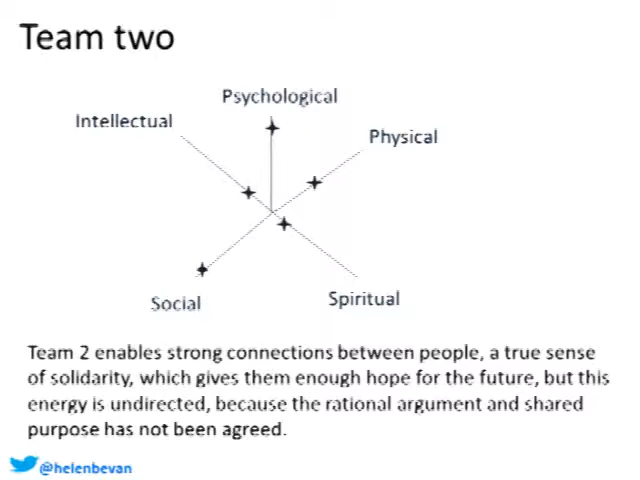 Team two
Psychological
Intellectual
Physical
Social
Spiritual
Team 2 enables strong connections between people, a true sense
of solidarity, which gives them enough hope for the future, but this
energy is undirected, because the rational argument and shared
purpose has not been agreed.
@helenbevan